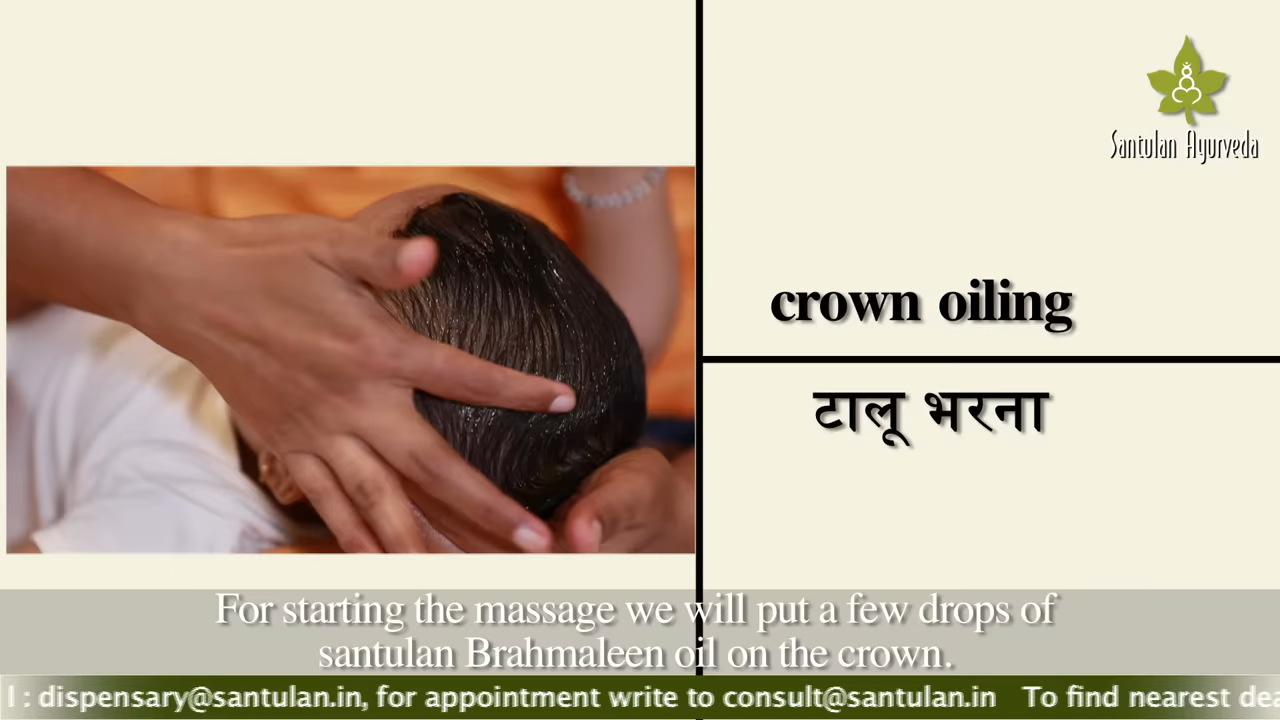 Santulan Ayurveda
crown oiling
टाळू भरना
For starting the massage we will put a few drops of
santulan Brahmaleen oil on the crown.
l : dispensary@santulan.in, for appointment write to consult@santulan.in To find nearest dea